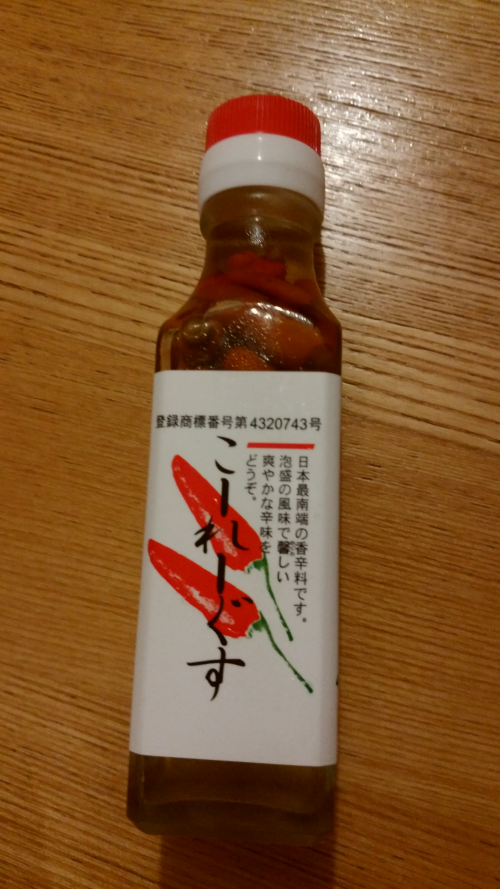 登録商標番号第4320743号
日本最南端の香辛料です。
泡盛の風味で馨しい
爽やかな辛味を
どうぞ。
こーれーぐす